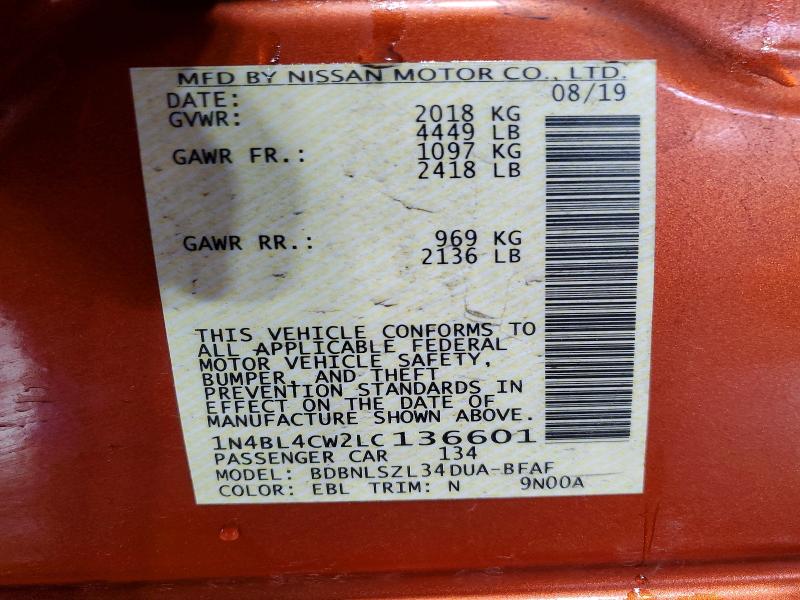 MFD BY NISSAN MOTOR CO., LTD.
DATE: 08/19
GVWR: 2018 KG
4449 LB
GAWR FR.: 1097 KG
2418 LB
GAWR RR.: 969 KG
2136 LB
THIS VEHICLE CONFORMS TO
ALL APPLICABLE FEDERAL
MOTOR VEHICLE SAFETY,
BUMPER, AND THEFT
PREVENTION STANDARDS IN
EFFECT ON THE DATE OF
MANUFACTURE SHOWN ABOVE.
1N4BL4CW2LC136601
PASSENGER CAR 134
MODEL: BDBNLSZL34DUA-BFAF
COLOR: EBL TRIM: N 9N00A